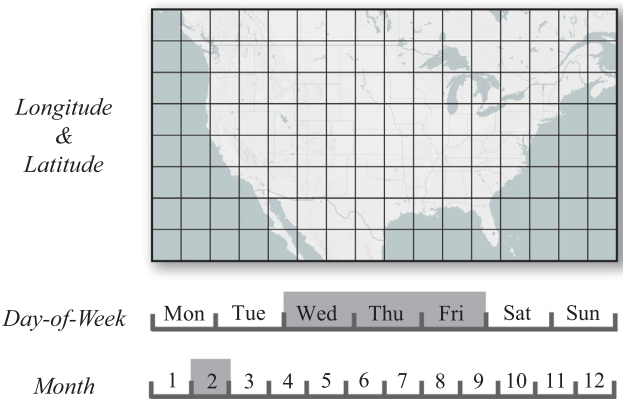 Longitude
&
Latitude
Day-of-Week Mon Tue Wed Thu Fri Sat Sun
Month 1 2 3 4 5 6 7 8 9 10 11 12